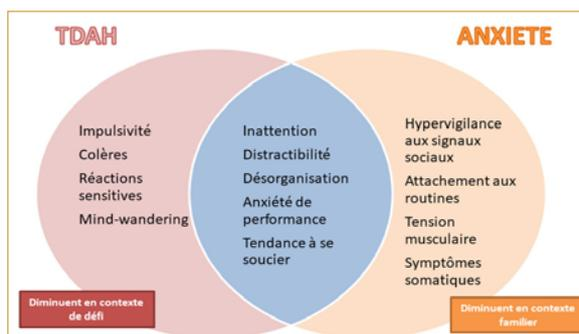 TDAH
ANXIETE
Impulsivité
Colères
Réactions
sensitives
Mind-wandering
Inattention
Distractibilité
Désorganisation
Anxiété de
performance
Tendance à se
soucier
Hypervigilance
aux signaux
sociaux
Attachement aux
routines
Tension
musculaire
Symptômes
somatiques
Diminuent en contexte
de défi
Diminuent en contexte
familier